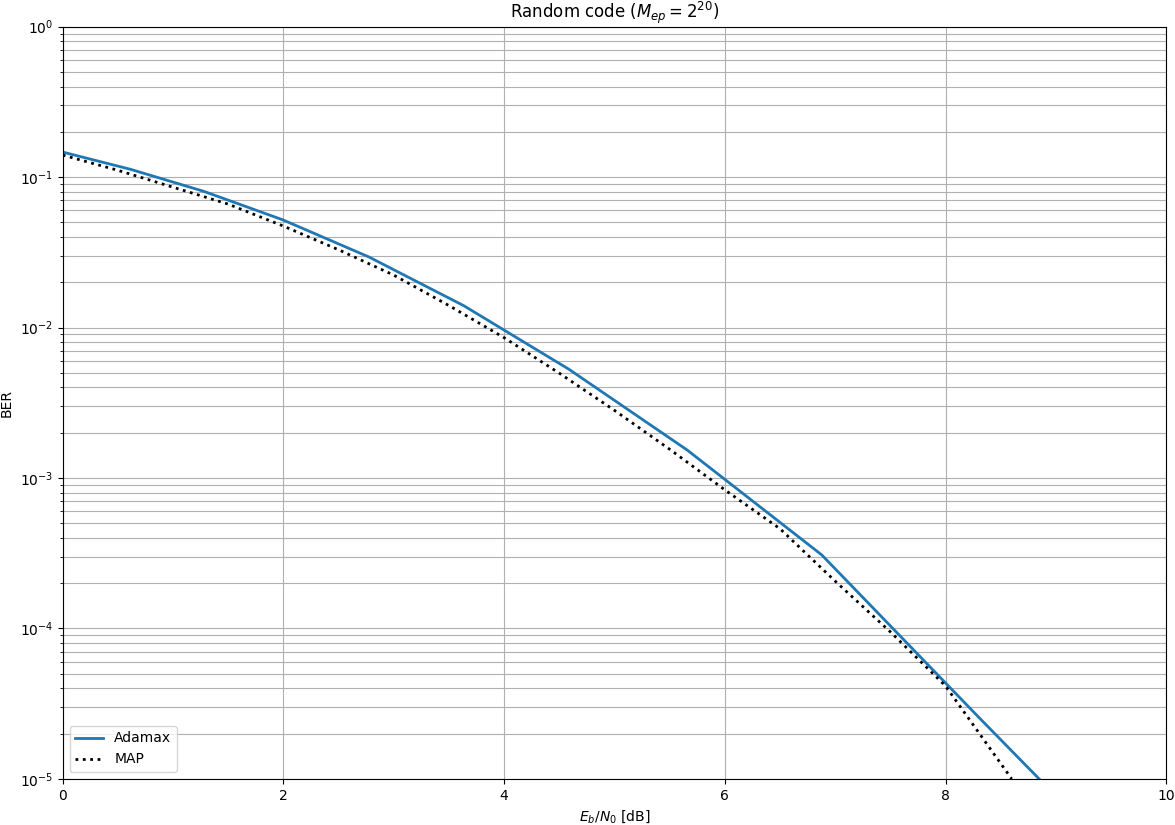 Random code (M_ep = 2^20)
10^0
10^-1
10^-2
10^-3
10^-4
10^-5
BER
Adamax
MAP
0 2 4 6 8 10
E_b/N_0 [dB]